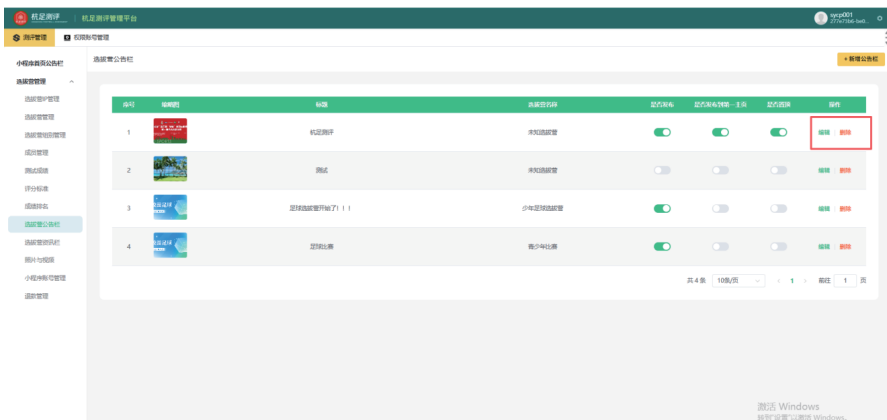 杭足测评 杭足测评管理平台 sycp001
测评管理 权限账号管理
小程序首页公告栏
选拔营管理
选拔营IP管理
选拔营管理
选拔营组别管理
成员管理
测试成绩
评分标准
成绩排名
选拔营公告栏
选拔营资讯栏
照片与视频
小程序账号管理
退款管理
选拔营公告栏 +新增公告栏
序号 缩略图 标题 选拔营名称 是否发布 是否发布到第一主页 是否置顶 操作
1 杭足测评 未知选拔营 编辑 删除
2 测试 未知选拔营 编辑 删除
3 足球选拔营开始了！！！ 少年足球选拔营 编辑 删除
4 足球比赛 青少年比赛 编辑 删除
共 4 条 10条/页 1 前往 1 页
激活 Windows
转到"设置"以激活 Windows。